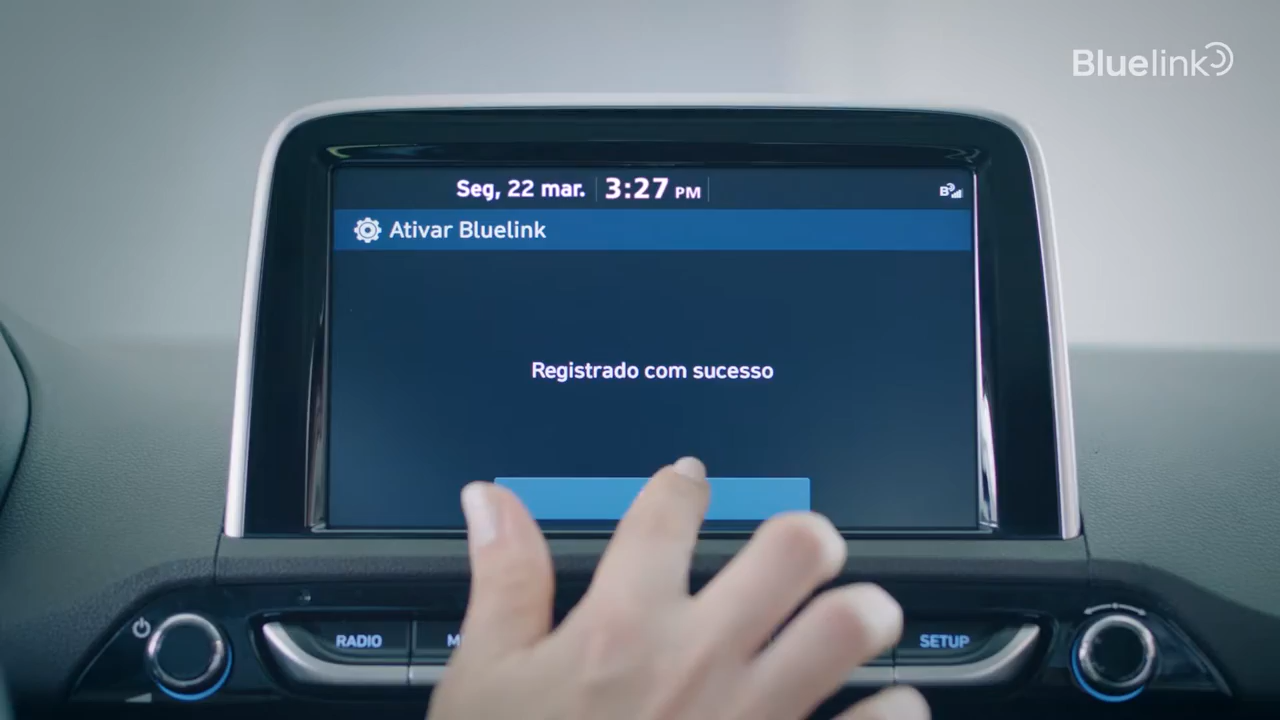 Bluelink
Seg, 22 mar. 3:27 PM
Ativar Bluelink
Registrado com sucesso
RADIO
SETUP